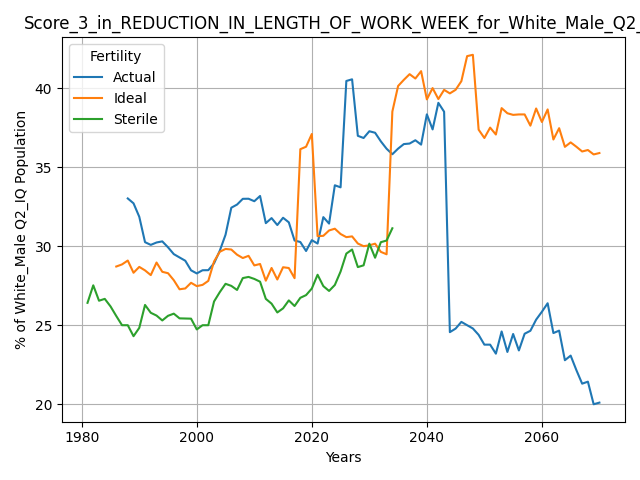 Score_3_in_REDUCTION_IN_LENGTH_OF_WORK_WEEK_for_White_Male_Q2_
Fertility
Actual
Ideal
Sterile
% of White_Male Q2_IQ Population
40
35
30
25
20
1980 2000 2020 2040 2060
Years